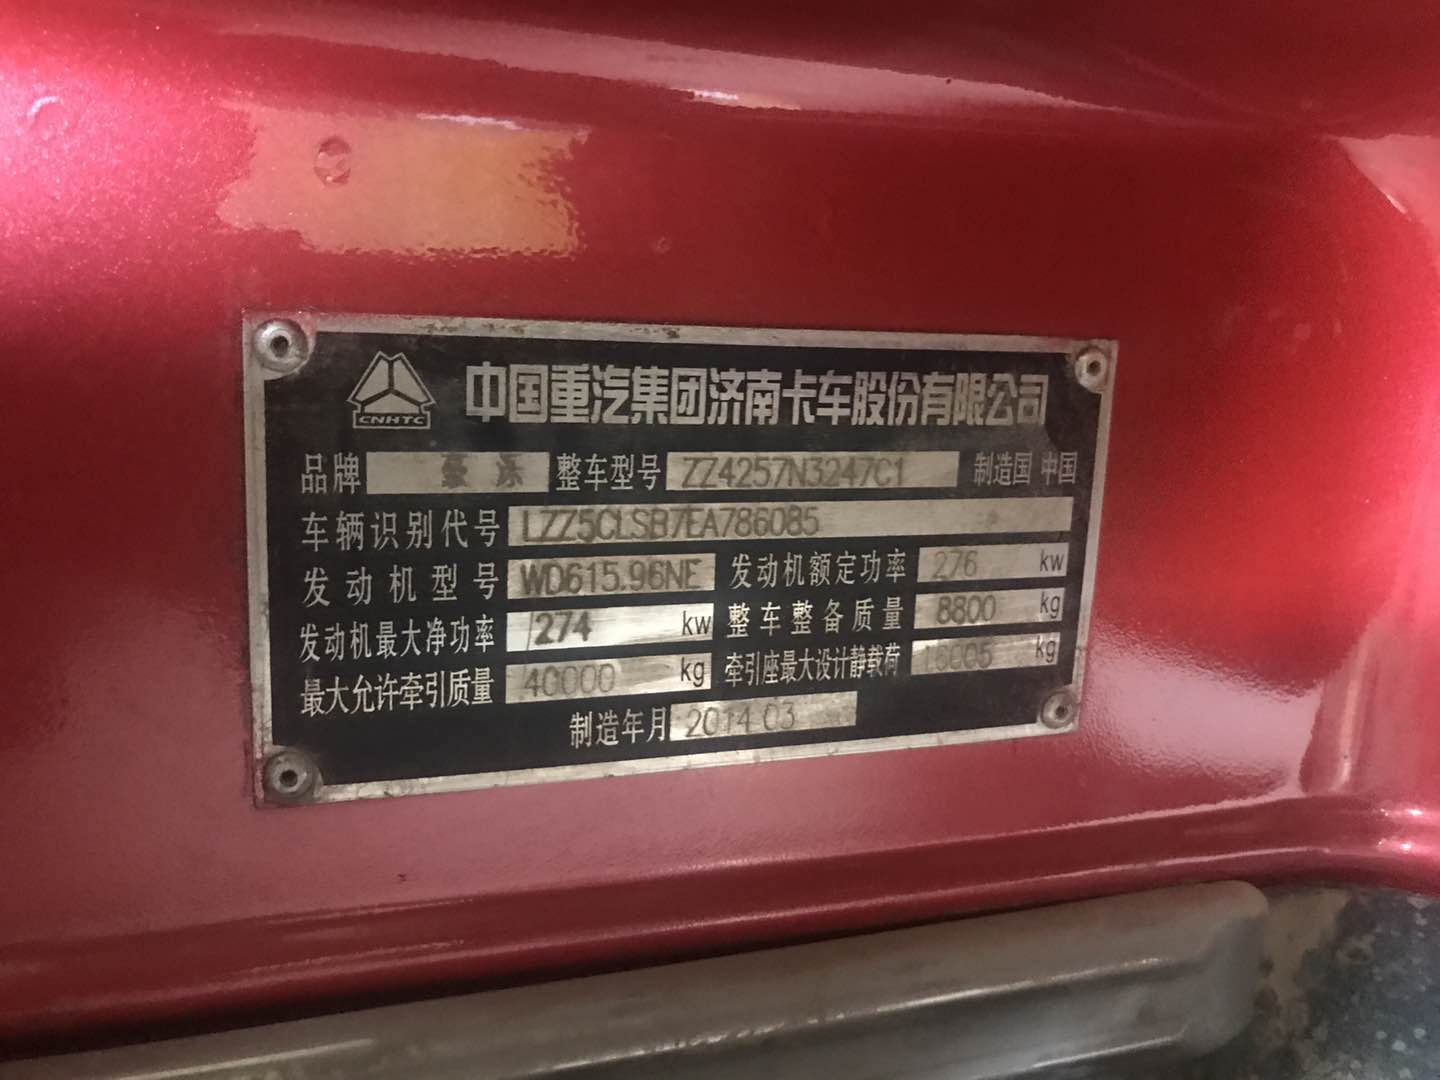 CNHTC 中国重汽集团济南卡车股份有限公司
品牌 豪泺 整车型号 ZZ4257N3247C1 制造国 中国
车辆识别代号 LZZ5CLSB7EA786085
发动机型号 WD615.96NE 发动机额定功率 276 kw
发动机最大净功率 274 kw 整车整备质量 8800 kg
最大允许牵引质量 40000 kg 牵引座最大设计静载荷 16005 kg
制造年月 2014 03